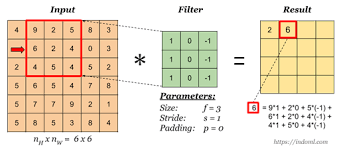 Input
Filter
Result
4 9 2 5 8 3
6 2 4 0 3
2 4 5 4 5 2
5 6 5 4 7 8
5 7 7 9 2 1
5 8 5 3 8 4
n_H x n_W = 6 x 6
*
1 0 -1
1 0 -1
1 0 -1
Parameters:
Size: f = 3
Stride: s = 1
Padding: p = 0
=
2 6
6 = 9*1 + 2*0 + 5*(-1) +
6*1 + 2*0 + 4*(-1) +
4*1 + 5*0 + 4*(-1)
https://indoml.com